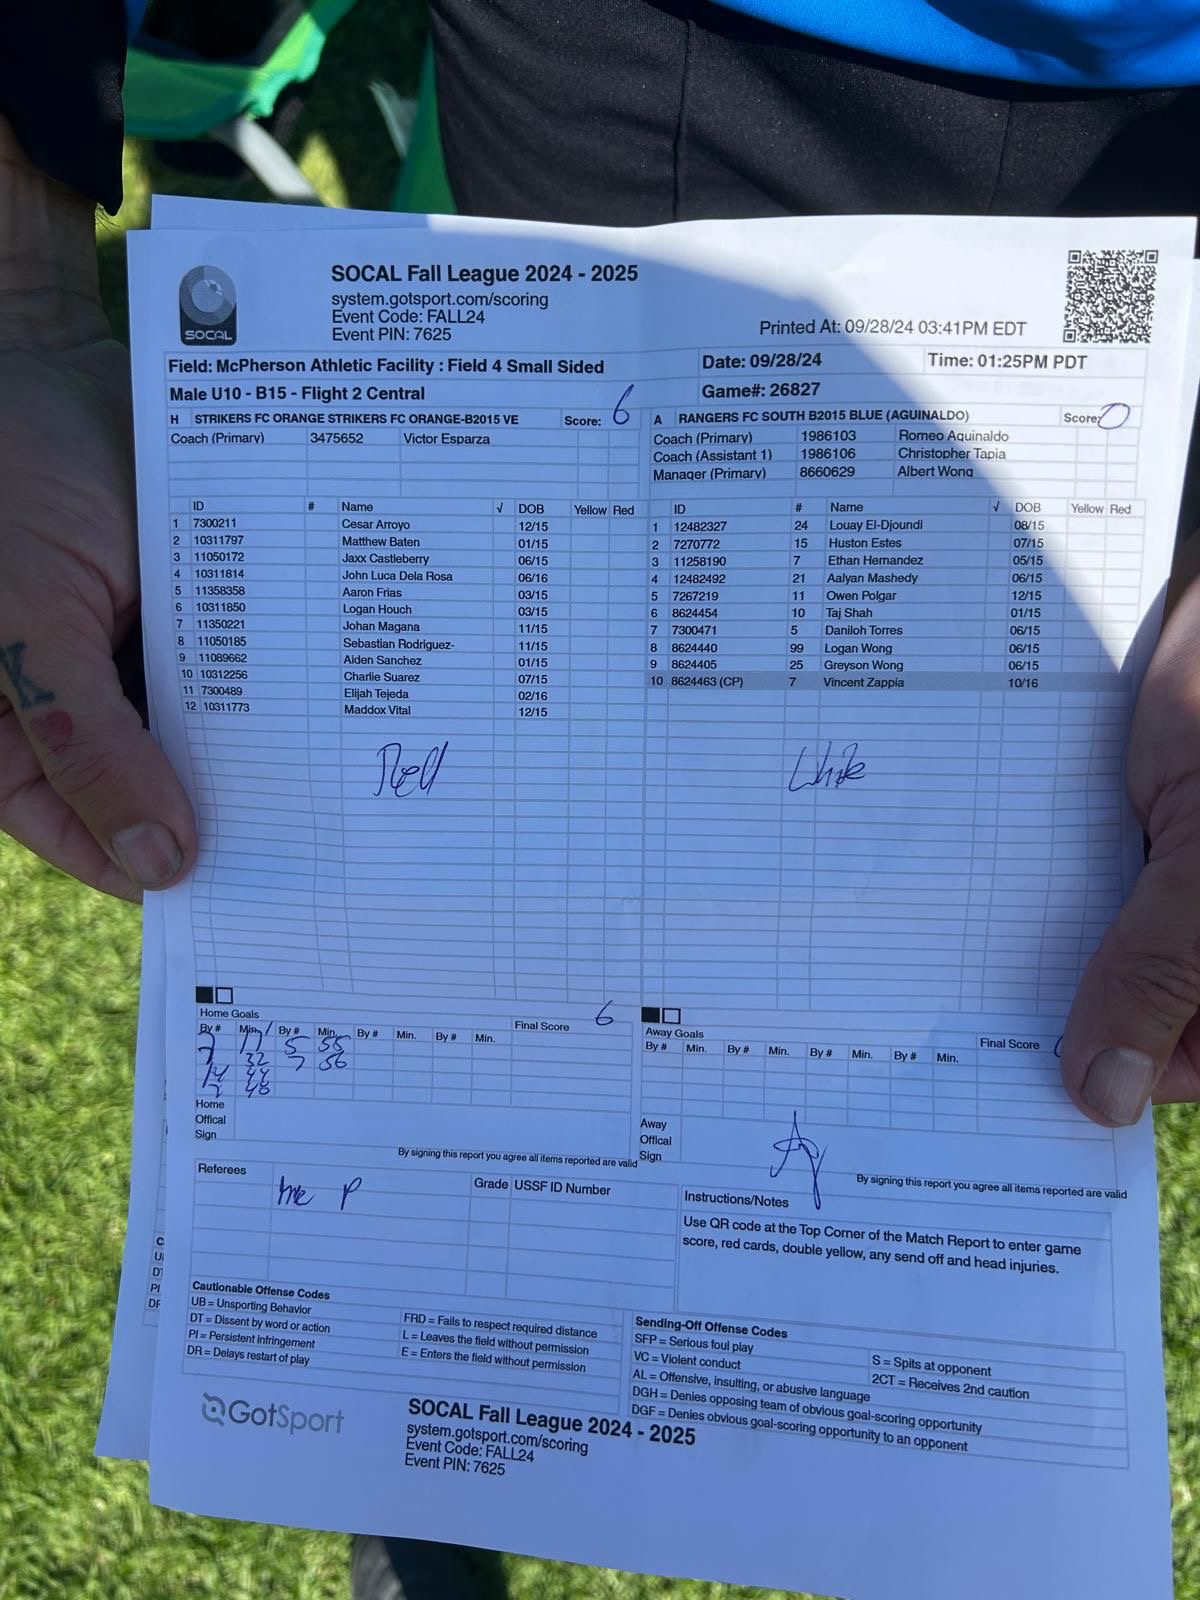 SOCAL
SOCAL Fall League 2024 - 2025
system.gotsport.com/scoring
Event Code: FALL24
Event PIN: 7625
Printed At: 09/28/24 03:41PM EDT
Field: McPherson Athletic Facility : Field 4 Small Sided
Date: 09/28/24 Time: 01:25PM PDT
Male U10 - B15 - Flight 2 Central
Game#: 26827
H STRIKERS FC ORANGE STRIKERS FC ORANGE-B2015 VE Score: 6
Coach (Primary) 3475652 Victor Esparza
A RANGERS FC SOUTH B2015 BLUE (AGUINALDO) Score: 0
Coach (Primary) 1986103 Romeo Aguinaldo
Coach (Assistant 1) 1986106 Christopher Tapia
Manager (Primary) 8660629 Albert Wong
ID # Name √ DOB Yellow Red
1 7300211 Cesar Arroyo 12/15
2 10311797 Matthew Baten 01/15
3 11050172 Jaxx Castleberry 06/15
4 10311814 John Luca Dela Rosa 06/16
5 11358358 Aaron Frias 03/15
6 10311850 Logan Houch 03/15
7 11350221 Johan Magana 11/15
8 11050185 Sebastian Rodriguez- 11/15
9 11089662 Aiden Sanchez 01/15
10 10312256 Charlie Suarez 07/15
11 7300489 Elijah Tejeda 02/16
12 10311773 Maddox Vital 12/15
ID # Name √ DOB Yellow Red
1 12482327 24 Louay El-Djoundi 08/15
2 7270772 15 Huston Estes 07/15
3 11258190 7 Ethan Hernandez 05/15
4 12482492 21 Aalyan Mashedy 06/15
5 7267219 11 Owen Polgar 12/15
6 8624454 10 Taj Shah 01/15
7 7300471 5 Daniloh Torres 06/15
8 8624440 99 Logan Wong 06/15
9 8624405 25 Greyson Wong 06/15
10 8624463 (CP) 7 Vincent Zappia 10/16
White
Home Goals Final Score 6
By # Min. By # Min. By # Min. By # Min.
7 17 5 55
7 32 7 56
14 44
7 48
Home
Offical
Sign
By signing this report you agree all items reported are valid
Away Goals Final Score
By # Min. By # Min. By # Min. By # Min.
Away
Offical
Sign
By signing this report you agree all items reported are valid
Referees Grade USSF ID Number
Instructions/Notes
Use QR code at the Top Corner of the Match Report to enter game
score, red cards, double yellow, any send off and head injuries.
Cautionable Offense Codes
UB = Unsporting Behavior
DT = Dissent by word or action FRD = Fails to respect required distance
PI = Persistent Infringement L = Leaves the field without permission
DR = Delays restart of play E = Enters the field without permission
Sending-Off Offense Codes
SFP = Serious foul play
VC = Violent conduct S = Spits at opponent
AL = Offensive, insulting, or abusive language 2CT = Receives 2nd caution
DGH = Denies opposing team of obvious goal-scoring opportunity
DGF = Denies obvious goal-scoring opportunity to an opponent
GotSport
SOCAL Fall League 2024 - 2025
system.gotsport.com/scoring
Event Code: FALL24
Event PIN: 7625